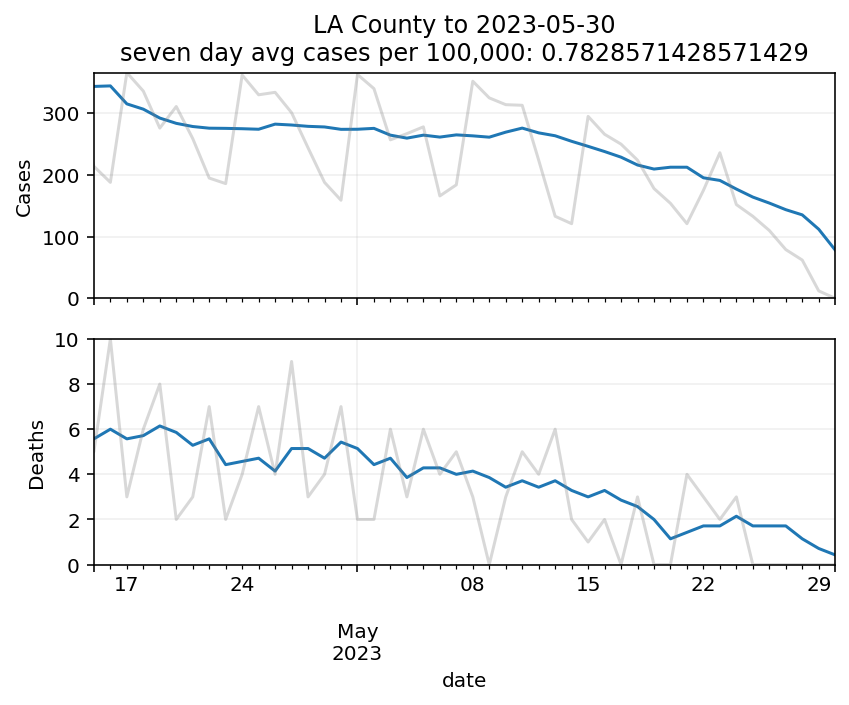 LA County to 2023-05-30
seven day avg cases per 100,000: 0.7828571428571429
300
200
100
0
Cases
10
8
6
4
2
0
Deaths
17 24 08 15 22 29
May
2023
date